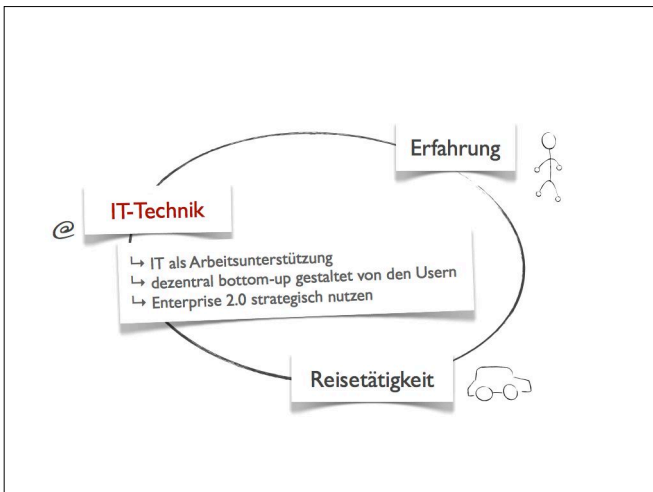 Erfahrung
@ IT-Technik
↳ IT als Arbeitsunterstützung
↳ dezentral bottom-up gestaltet von den Usern
↳ Enterprise 2.0 strategisch nutzen
Reisetätigkeit